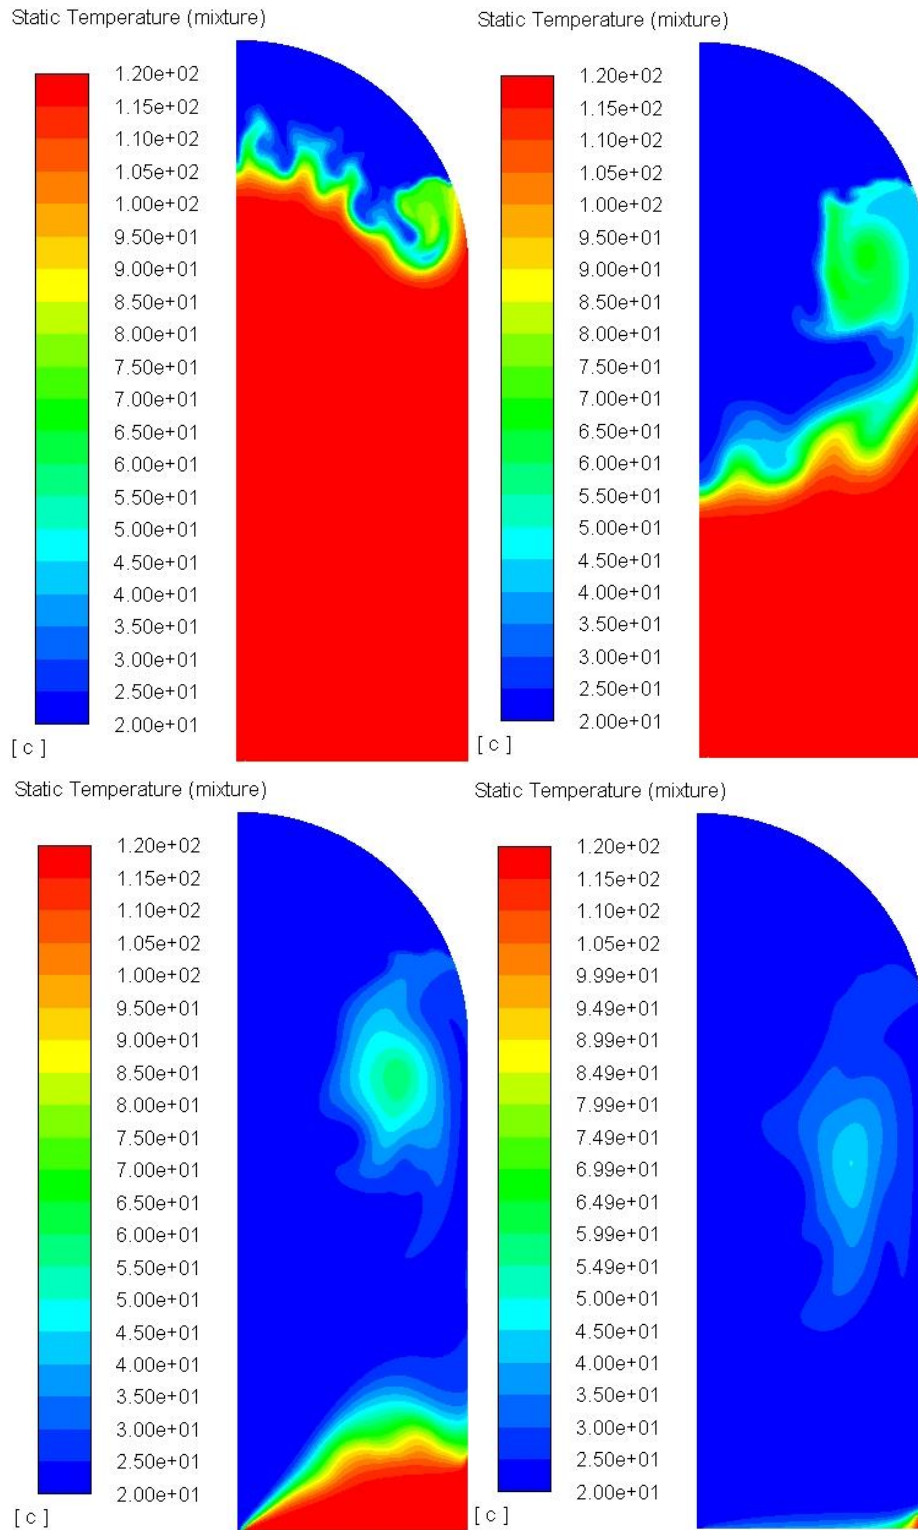 Static Temperature (mixture)
1.20e+02
1.15e+02
1.10e+02
1.05e+02
1.00e+02
9.50e+01
9.00e+01
8.50e+01
8.00e+01
7.50e+01
7.00e+01
6.50e+01
6.00e+01
5.50e+01
5.00e+01
4.50e+01
4.00e+01
3.50e+01
3.00e+01
2.50e+01
2.00e+01
[ c ]
Static Temperature (mixture)
1.20e+02
1.15e+02
1.10e+02
1.05e+02
1.00e+02
9.50e+01
9.00e+01
8.50e+01
8.00e+01
7.50e+01
7.00e+01
6.50e+01
6.00e+01
5.50e+01
5.00e+01
4.50e+01
4.00e+01
3.50e+01
3.00e+01
2.50e+01
2.00e+01
[ c ]
Static Temperature (mixture)
1.20e+02
1.15e+02
1.10e+02
1.05e+02
1.00e+02
9.50e+01
9.00e+01
8.50e+01
8.00e+01
7.50e+01
7.00e+01
6.50e+01
6.00e+01
5.50e+01
5.00e+01
4.50e+01
4.00e+01
3.50e+01
3.00e+01
2.50e+01
2.00e+01
[ c ]
Static Temperature (mixture)
1.20e+02
1.15e+02
1.10e+02
1.05e+02
9.99e+01
9.49e+01
8.99e+01
8.49e+01
7.99e+01
7.49e+01
6.99e+01
6.49e+01
5.99e+01
5.49e+01
5.00e+01
4.50e+01
4.00e+01
3.50e+01
3.00e+01
2.50e+01
2.00e+01
[ c ]